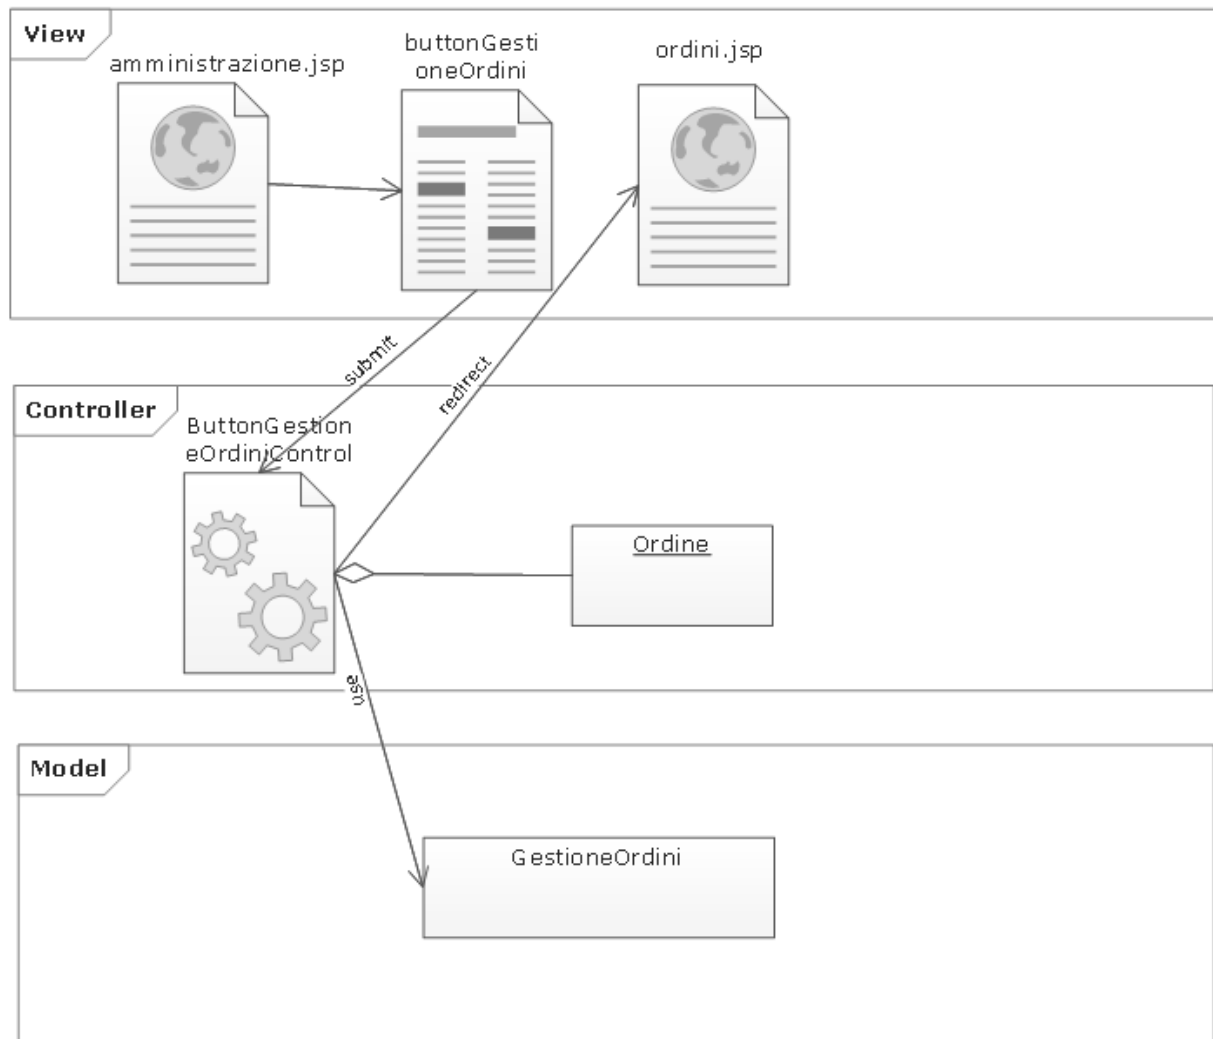 View
amministrazione.jsp
buttonGesti
oneOrdini
ordini.jsp
submit
redirect
Controller
ButtonGestion
eOrdiniControl
Ordine
use
Model
GestioneOrdini